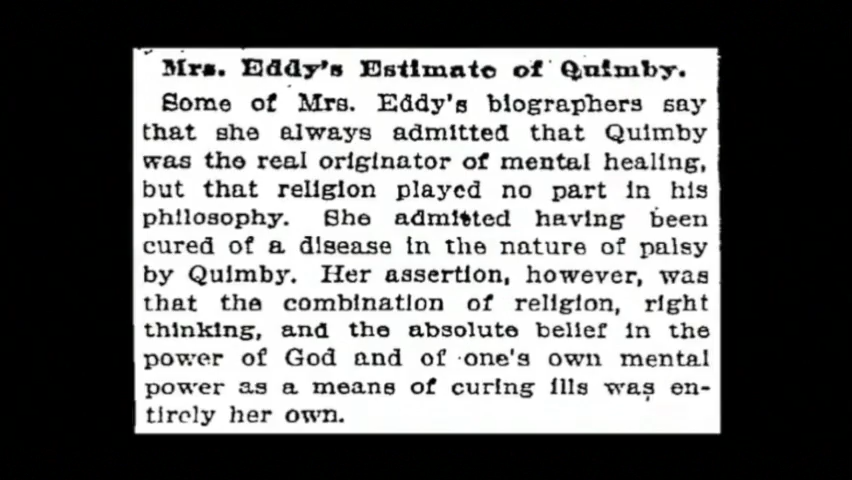 Mrs. Eddy's Estimate of Quimby.
Some of Mrs. Eddy's biographers say
that she always admitted that Quimby
was the real originator of mental healing,
but that religion played no part in his
philosophy. She admitted having been
cured of a disease in the nature of palsy
by Quimby. Her assertion, however, was
that the combination of religion, right
thinking, and the absolute belief in the
power of God and of one's own mental
power as a means of curing ills was en-
tirely her own.